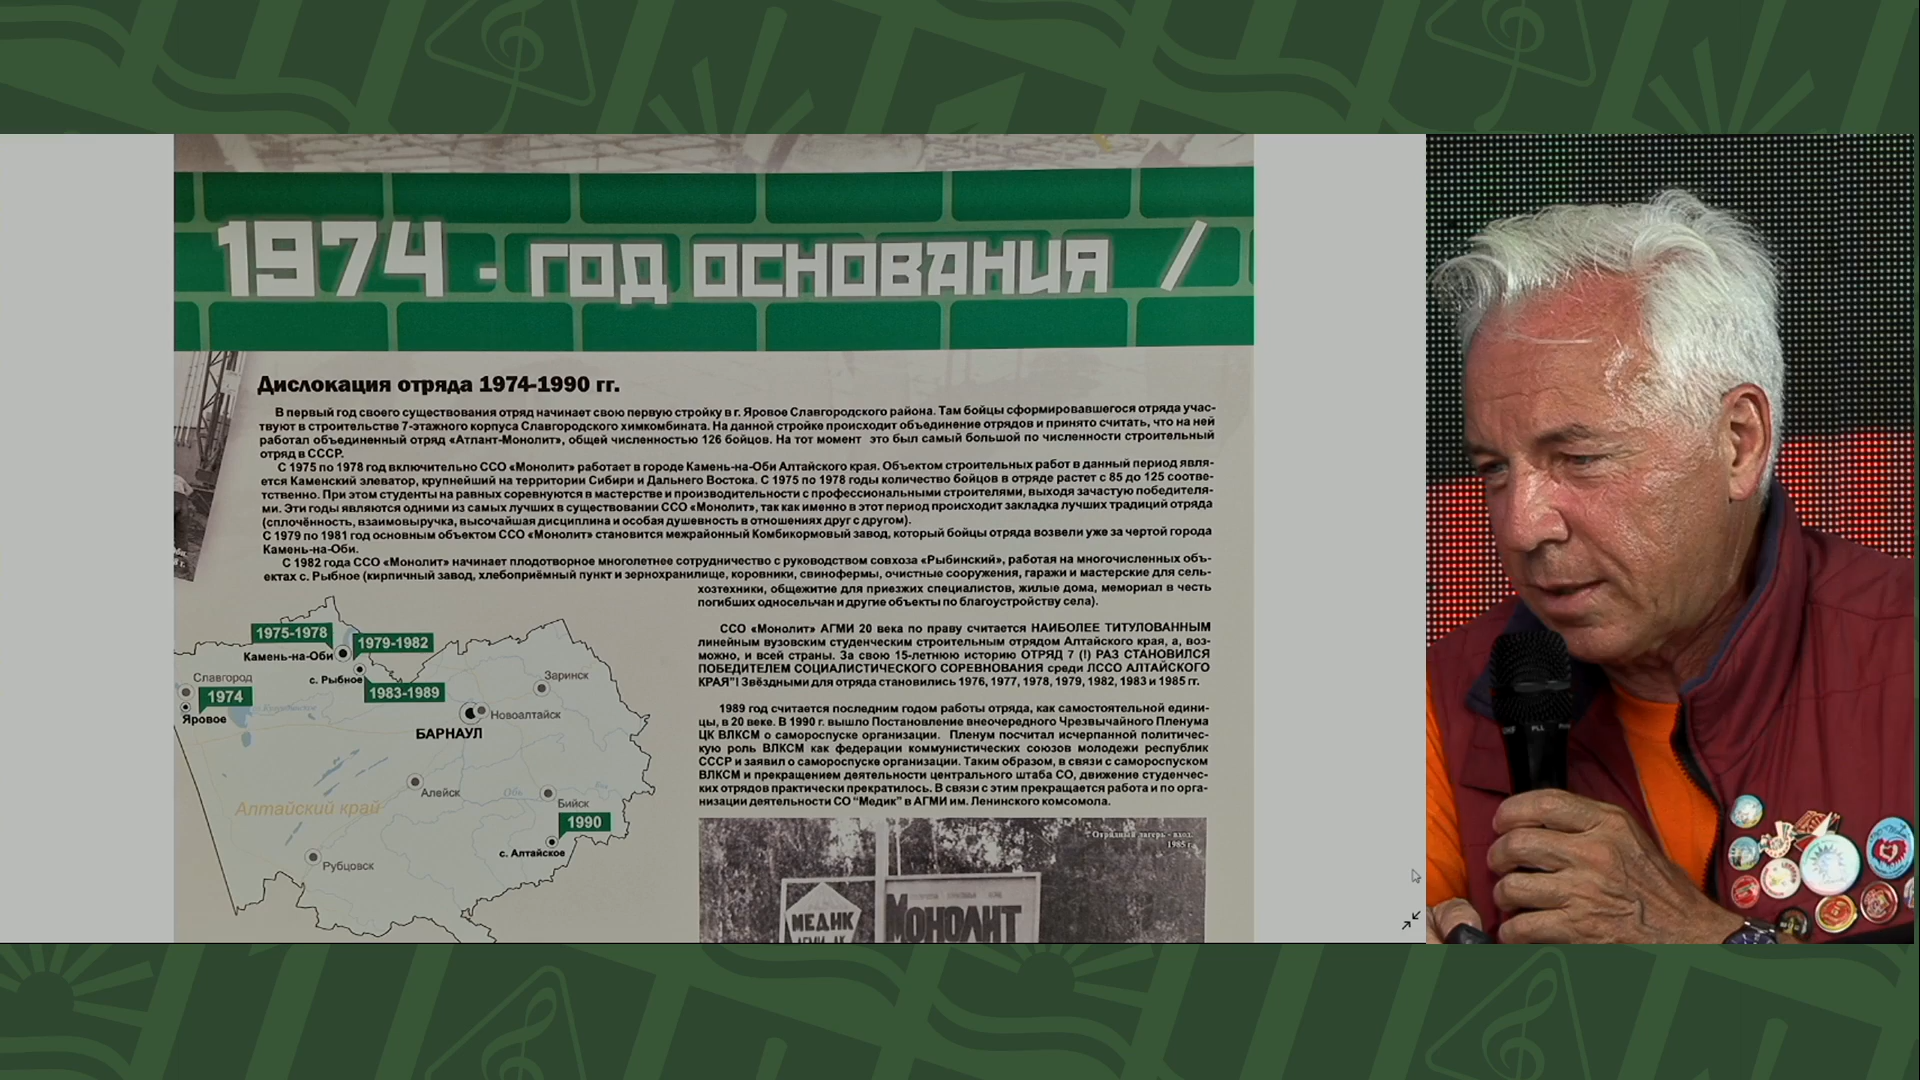 1974 - ГОД ОСНОВАНИЯ /
Дислокация отряда 1974-1990 гг.
В первый год своего существования отряд начинает свою первую стройку в г. Яровое Славгородского района. Там бойцы сформировавшегося отряда учас-
твуют в строительстве 7-этажного корпуса Славгородского химкомбината. На данной стройке происходит объединение отрядов и принято считать, что на ней
работал объединенный отряд «Атлант-Монолит», общей численностью 126 бойцов. На тот момент это был самый большой по численности строительный
отряд в СССР.
С 1975 по 1978 год включительно ССО «Монолит» работает в городе Камень-на-Оби Алтайского края. Объектом строительных работ в данный период явля-
ется Каменский элеватор, крупнейший на территории Сибири и Дальнего Востока. С 1975 по 1978 годы количество бойцов в отряде растет с 85 до 125 соотве-
тственно. При этом студенты на равных соревнуются в мастерстве и производительности с профессиональными строителями, выходя зачастую победителя-
ми. Эти годы являются одними из самых лучших в существовании ССО «Монолит», так как именно в этот период происходит закладка лучших традиций отряда
(сплочённость, взаимовыручка, высочайшая дисциплина и особая душевность в отношениях друг с другом).
С 1979 по 1981 год основным объектом ССО «Монолит» становится межрайонный Комбикормовый завод, который бойцы отряда возвели уже за чертой города
Камень-на-Оби.
С 1982 года ССО «Монолит» начинает плодотворное многолетнее сотрудничество с руководством совхоза «Рыбинский», работая на многочисленных объ-
ектах с. Рыбное (кирпичный завод, хлебоприёмный пункт и зернохранилище, коровники, свинофермы, очистные сооружения, гаражи и мастерские для сель-
хозтехники, общежитие для приезжих специалистов, жилые дома, мемориал в честь
погибших односельчан и другие объекты по благоустройству села).
ССО «Монолит» АГМИ 20 века по праву считается НАИБОЛЕЕ ТИТУЛОВАННЫМ
линейным вузовским студенческим строительным отрядом Алтайского края, а, воз-
можно, и всей страны. За свою 15-летнюю историю ОТРЯД 7 (!) РАЗ СТАНОВИЛСЯ
ПОБЕДИТЕЛЕМ СОЦИАЛИСТИЧЕСКОГО СОРЕВНОВАНИЯ среди ЛССО АЛТАЙСКОГО
КРАЯ"! Звёздными для отряда становились 1976, 1977, 1978, 1979, 1982, 1983 и 1985 гг.
1989 год считается последним годом работы отряда, как самостоятельной едини-
цы, в 20 веке. В 1990 г. вышло Постановление внеочередного Чрезвычайного Пленума
ЦК ВЛКСМ о самороспуске организации. Пленум посчитал исчерпанной политичес-
кую роль ВЛКСМ как федерации коммунистических союзов молодежи республик
СССР и заявил о самороспуске организации. Таким образом, в связи с самороспуском
ВЛКСМ и прекращением деятельности центрального штаба СО, движение студенчес-
ких отрядов практически прекратилось. В связи с этим прекращается работа и по орга-
низации деятельности СО "Медик" в АГМИ им. Ленинского комсомола.
1975-1978
1979-1982
Камень-на-Оби
с. Рыбное
1983-1989
Славгород
1974
Яровое
Заринск
Новоалтайск
БАРНАУЛ
Алейск
Обь
Бийск
Алтайский край
1990
с. Алтайское
Рубцовск
Отрядный лагерь - вход.
1985 г.
МЕДИК
МОНОЛИТ